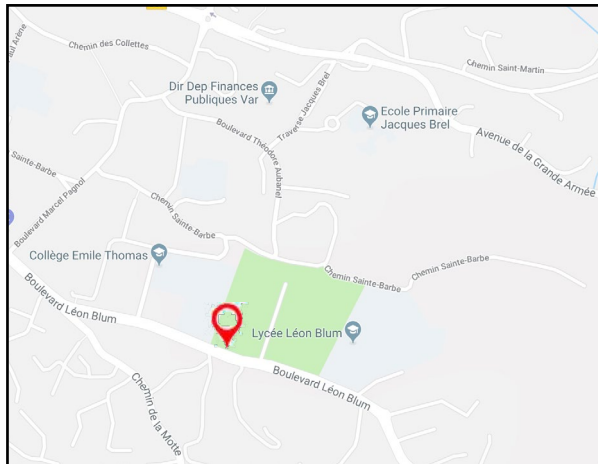 aul Arène
Chemin des Collettes
Chemin Saint-Martin
Dir Dep Finances
Publiques Var
Traverse Jacques Brel
Ecole Primaire
Jacques Brel
Boulevard Théodore Aubanel
Avenue de la Grande Armée
Sainte-Barbe
Boulevard Marcel Pagnol
Chemin Sainte-Barbe
Collège Emile Thomas
Chemin Sainte-Barbe
Chemin Sainte-Barbe
Boulevard Léon Blum
Lycée Léon Blum
Boulevard Léon Blum
Chemin de la Motte